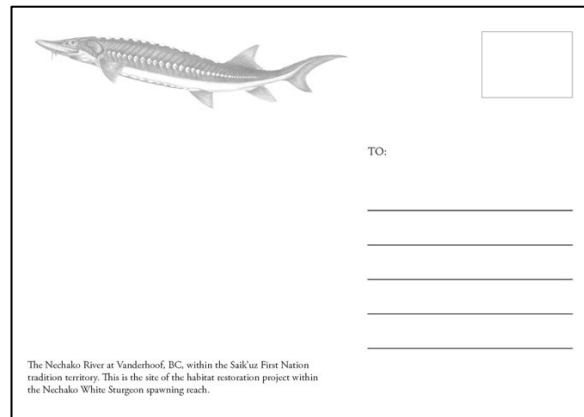 TO:
The Nechako River at Vanderhoof, BC, within the Saik'uz First Nation
tradition territory. This is the site of the habitat restoration project within
the Nechako White Sturgeon spawning reach.